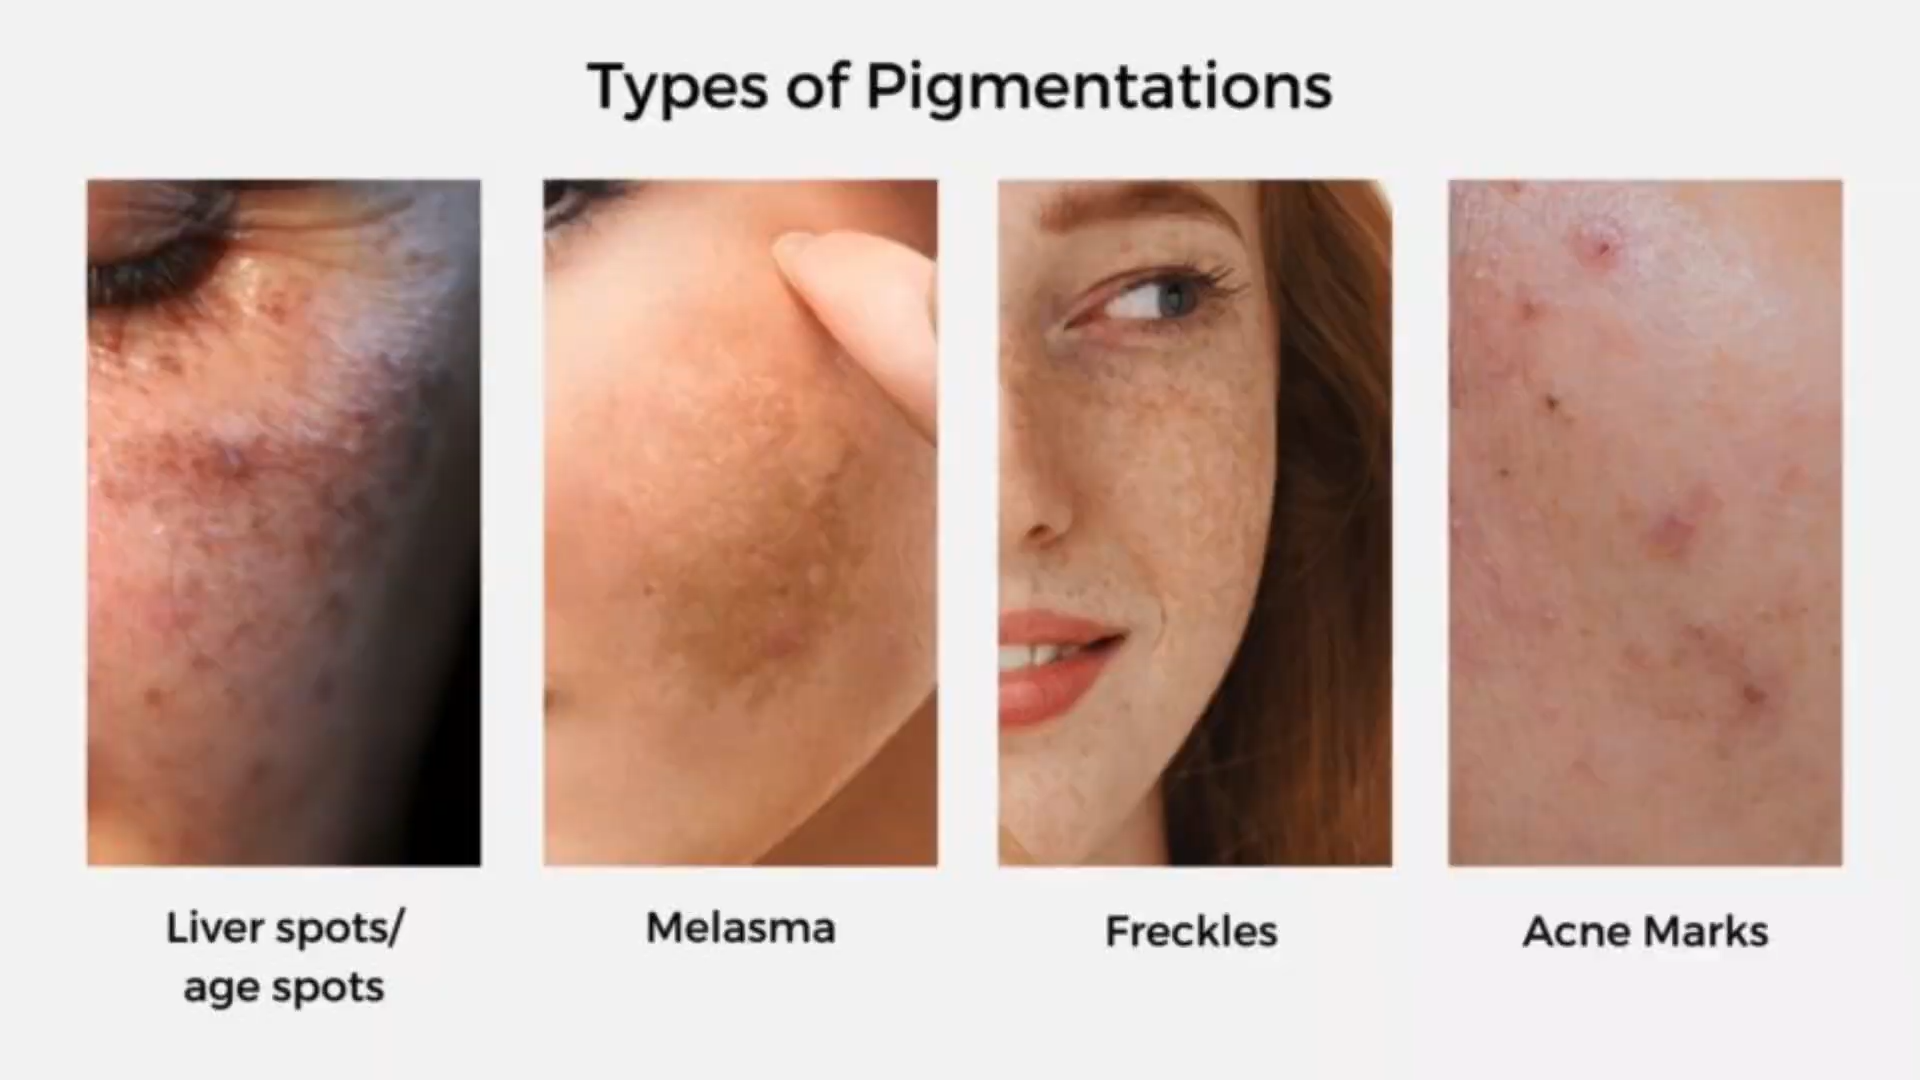 Types of Pigmentations
Liver spots/
age spots
Melasma
Freckles
Acne Marks